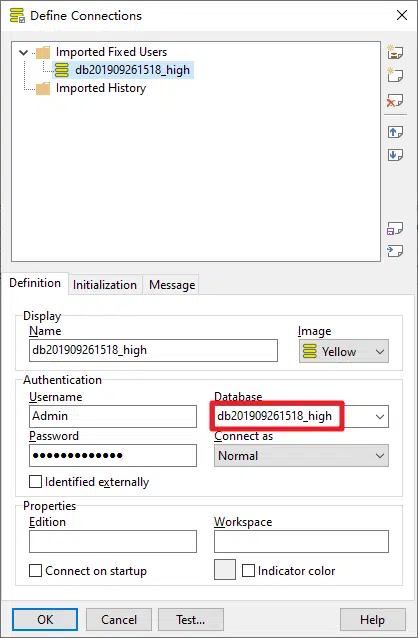 Define Connections
Imported Fixed Users
db201909261518_high
Imported History
Definition Initialization Message
Display
Name Image
db201909261518_high Yellow
Authentication
Username Database
Admin db201909261518_high
Password Connect as
●●●●●●●●●●●●● Normal
Identified externally
Properties
Edition Workspace
Connect on startup Indicator color
OK Cancel Test... Help